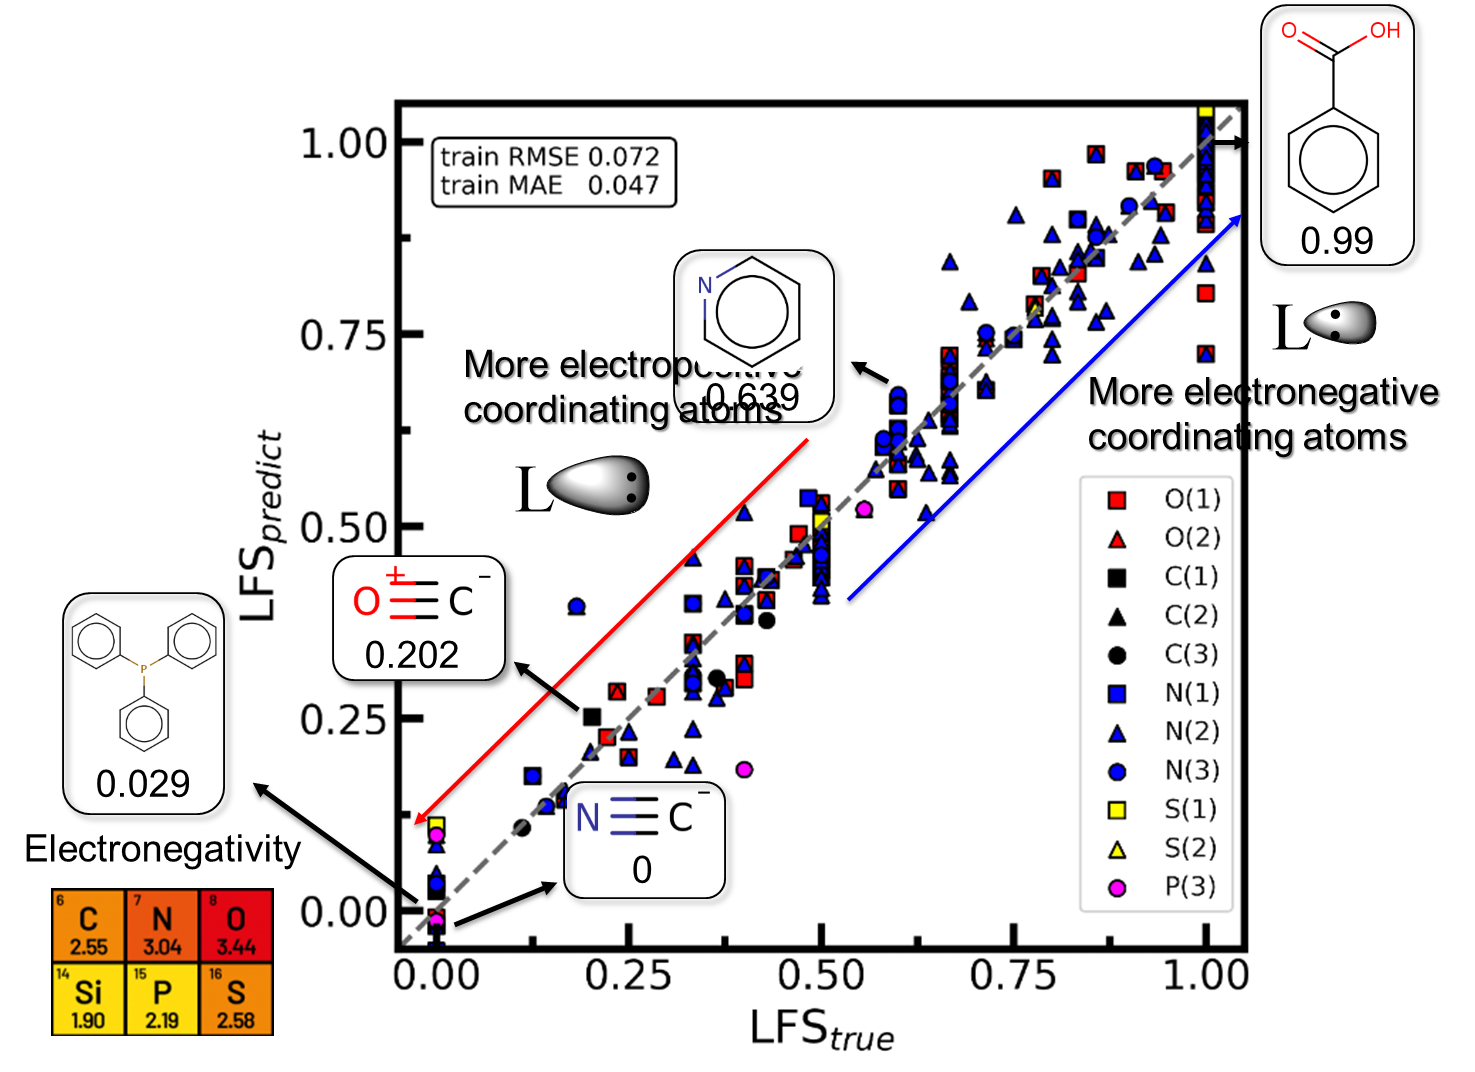 O
OH
0.99
L
1.00
0.75
0.50
0.25
0.00
train RMSE 0.072
train MAE 0.047
N
0.639
More electropositive
coordinating atoms
L
More electronegative
coordinating atoms
LFSpredict
O + C −
0.202
P
0.029
N C −
0
O(1)
O(2)
C(1)
C(2)
C(3)
N(1)
N(2)
N(3)
S(1)
S(2)
P(3)
Electronegativity
6 C 2.55
7 N 3.04
8 O 3.44
14 Si 1.90
15 P 2.19
16 S 2.58
0.00 0.25 0.50 0.75 1.00
LFStrue